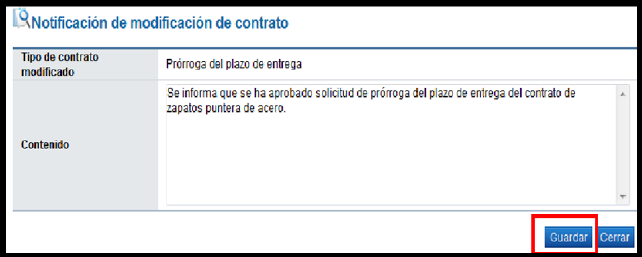 Notificación de modificación de contrato
Tipo de contrato
modificado
Prórroga del plazo de entrega
Se informa que se ha aprobado solicitud de prórroga del plazo de entrega del contrato de
zapatos puntera de acero.
Contenido
Guardar Cerrar